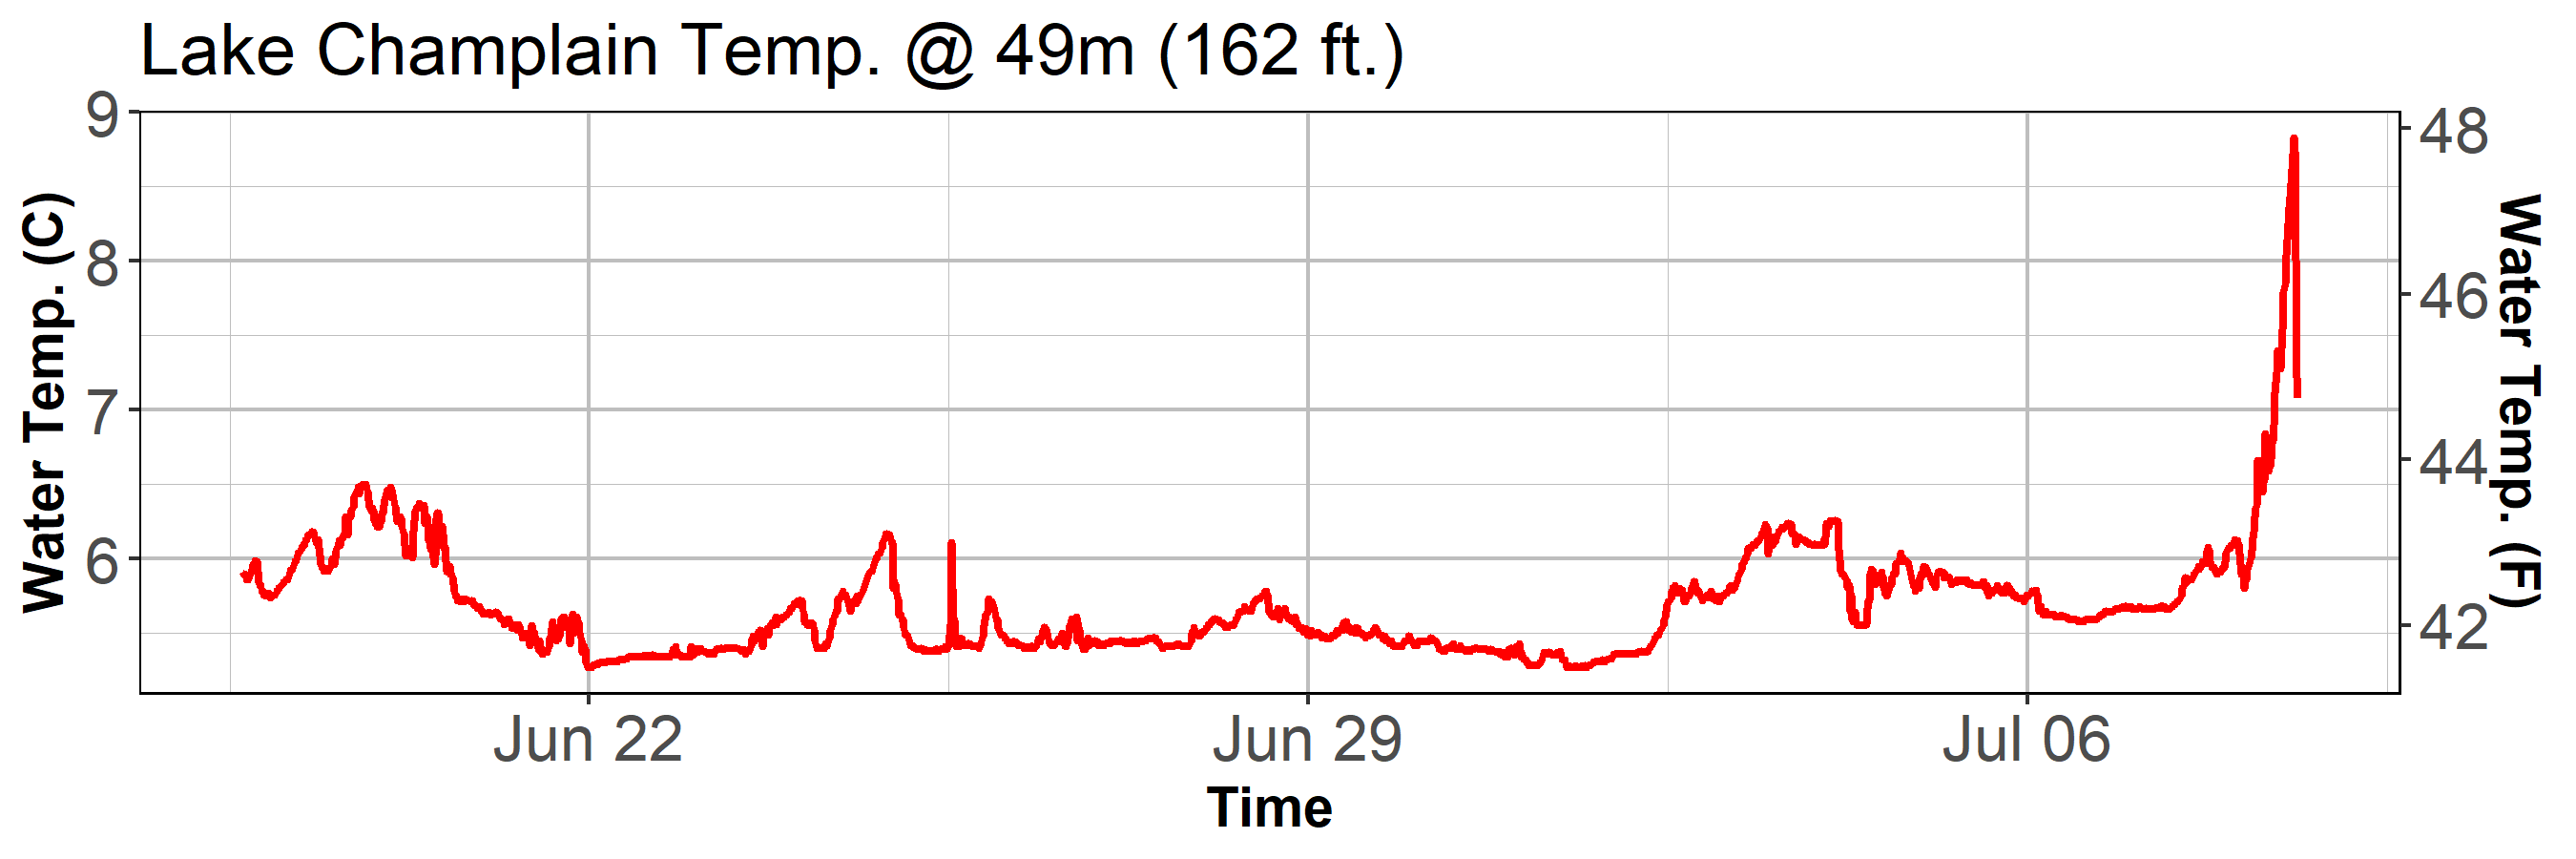 Lake Champlain Temp. @ 49m (162 ft.)
9
8
7
6
Water Temp. (C)
48
46
44
42
Water Temp. (F)
Jun 22
Jun 29
Jul 06
Time